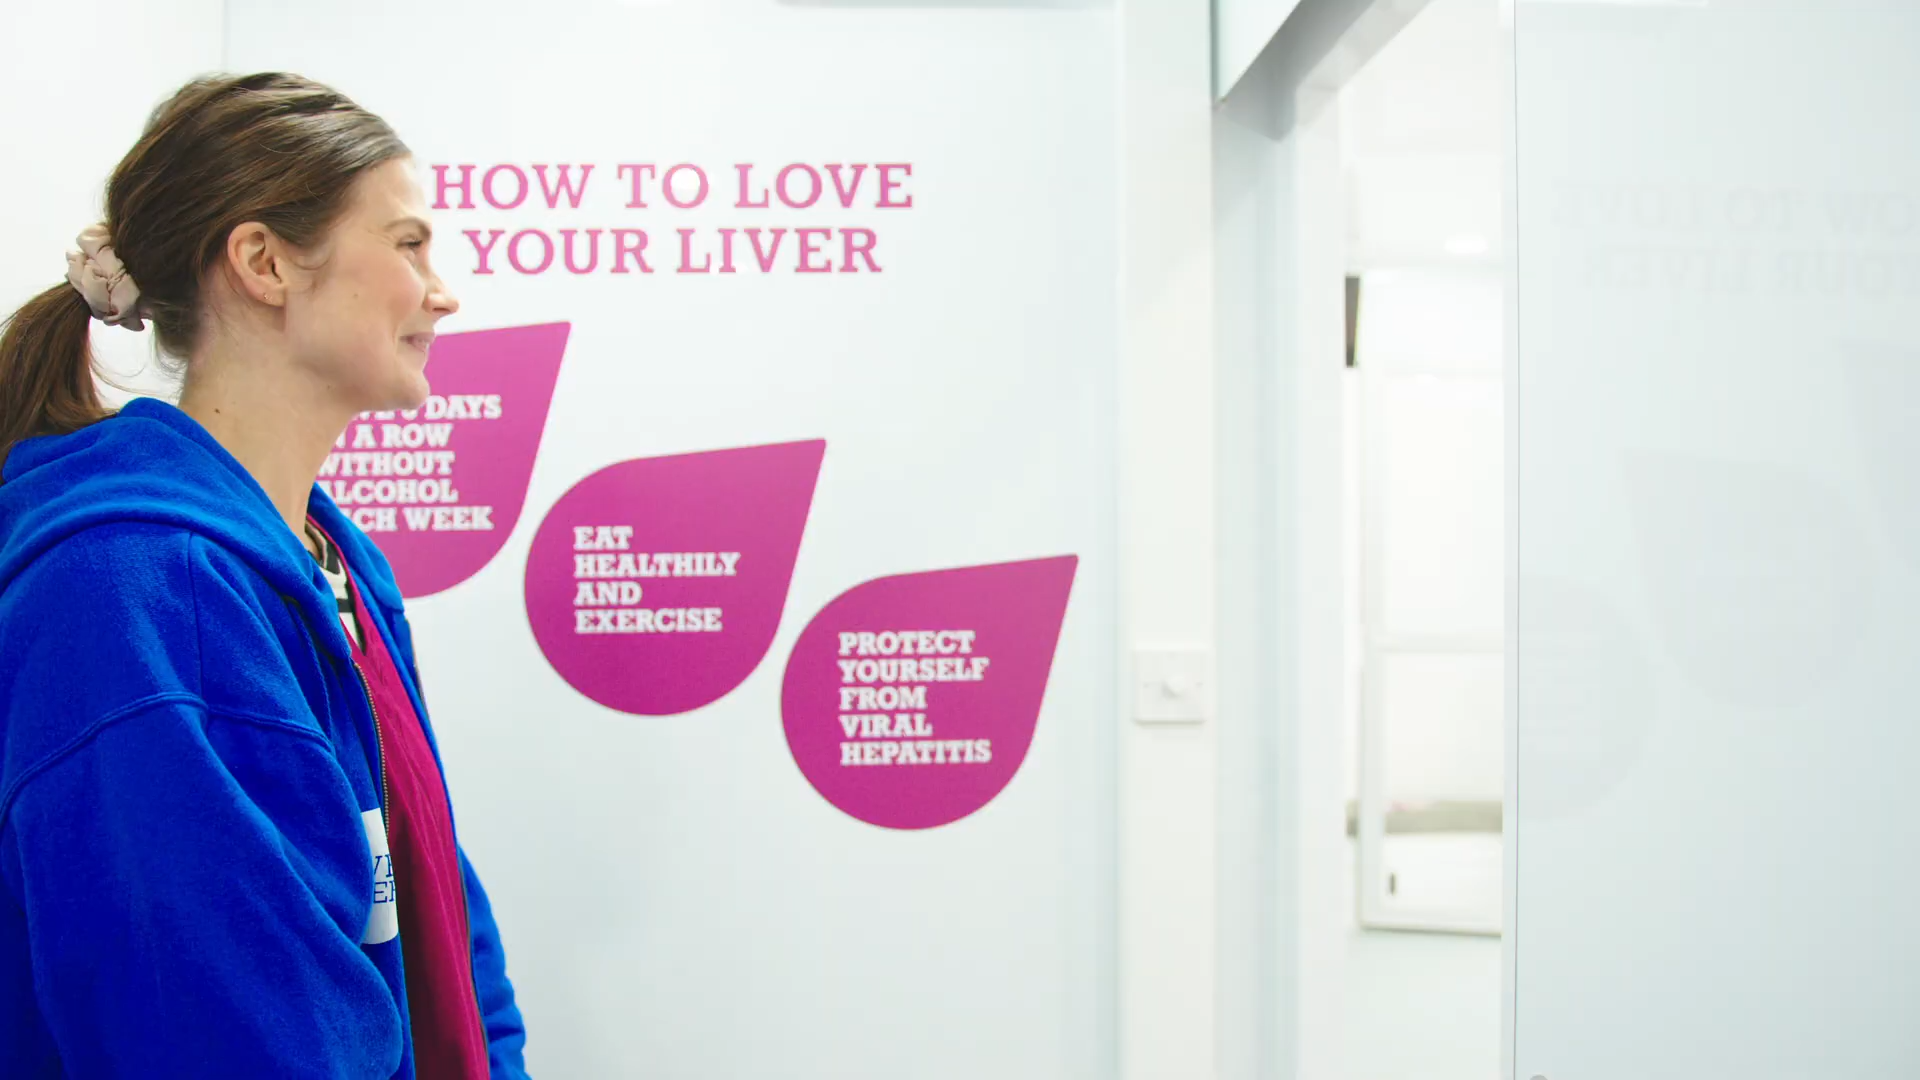 HOW TO LOVE
YOUR LIVER
DAYS
A ROW
WITHOUT
ALCOHOL
WEEK
EAT
HEALTHILY
AND
EXERCISE
PROTECT
YOURSELF
FROM
VIRAL
HEPATITIS